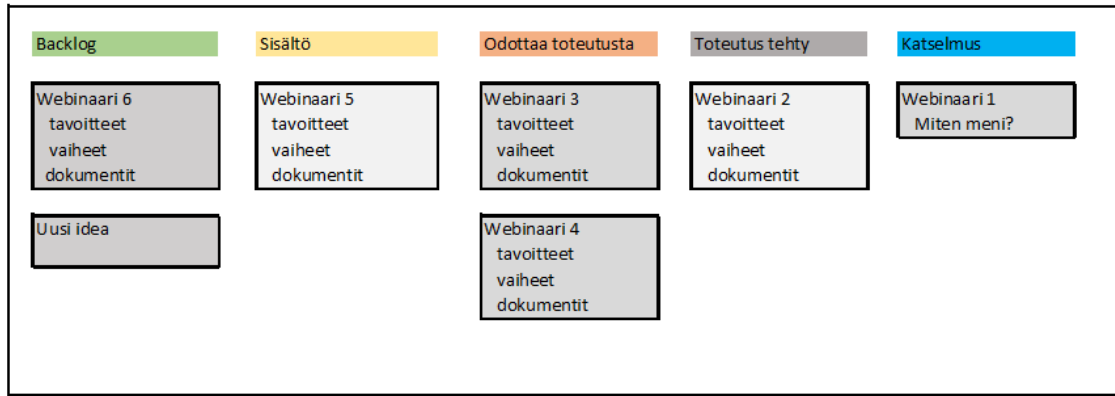 Backlog
Sisältö
Odottaa toteutusta
Toteutus tehty
Katselmus
Webinaari 6
tavoitteet
vaiheet
dokumentit
Uusi idea
Webinaari 5
tavoitteet
vaiheet
dokumentit
Webinaari 3
tavoitteet
vaiheet
dokumentit
Webinaari 4
tavoitteet
vaiheet
dokumentit
Webinaari 2
tavoitteet
vaiheet
dokumentit
Webinaari 1
Miten meni?